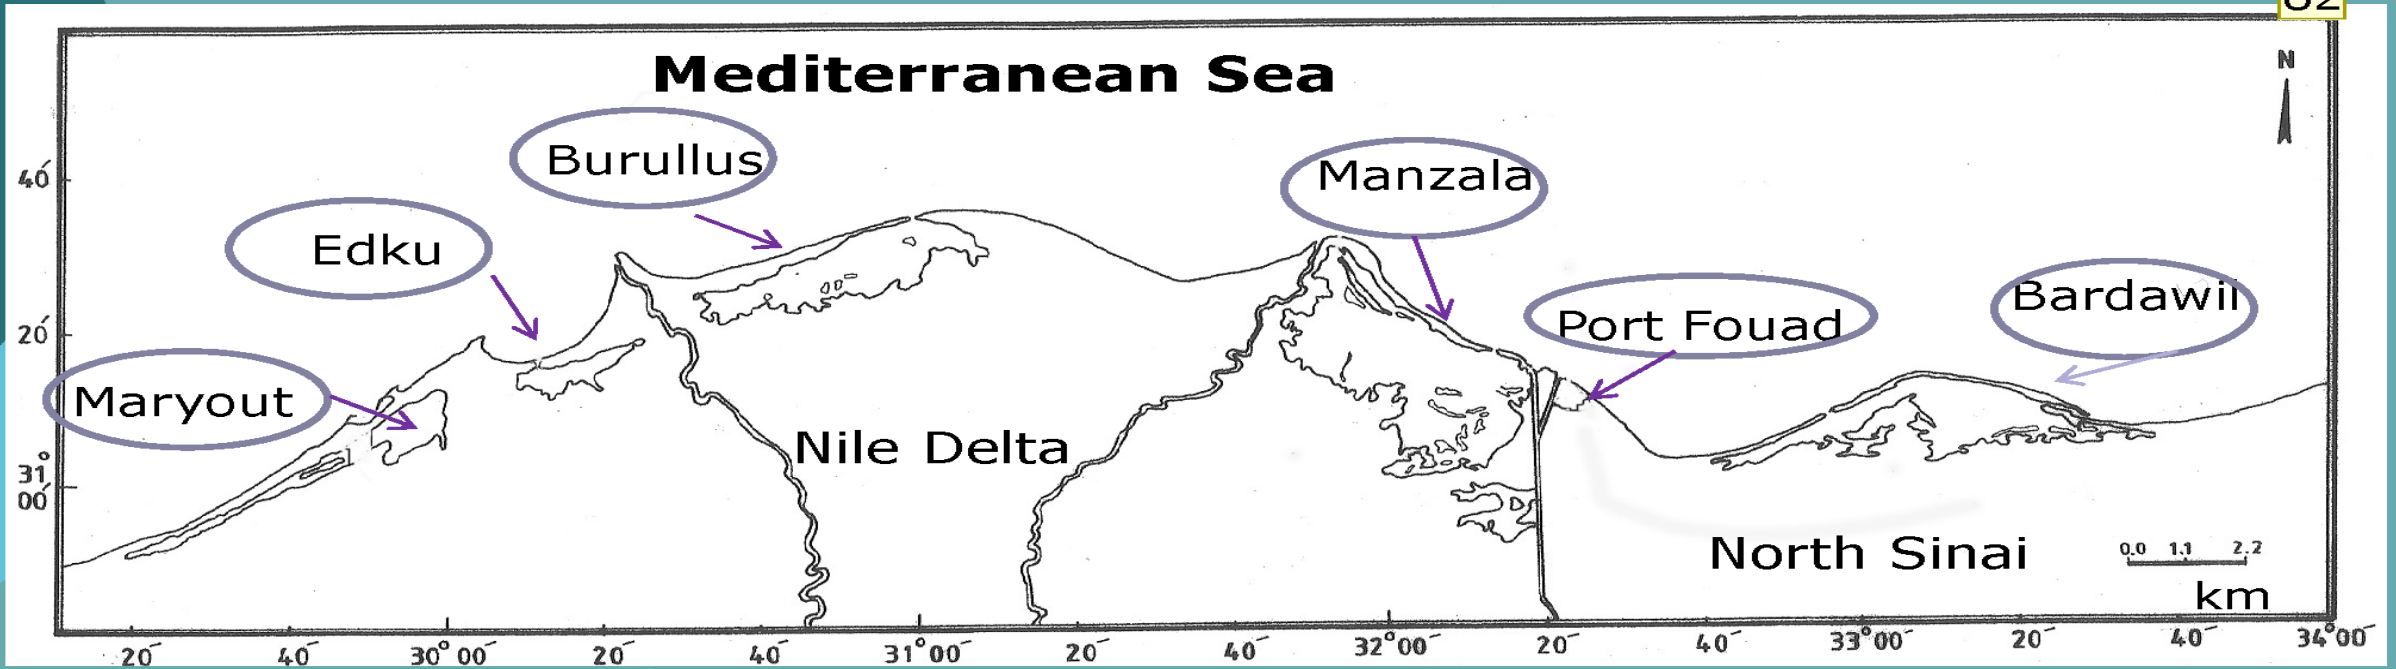 Mediterranean Sea
N
Burullus
Manzala
40′
Edku
Bardawil
20′
Port Fouad
Maryout
Nile Delta
31°
00′
North Sinai
0.0 1.1 2.2
km
20′ 40′ 30°00′ 20′ 40′ 31°00′ 20′ 40′ 32°00′ 20′ 40′ 33°00′ 20′ 40′ 34°00′